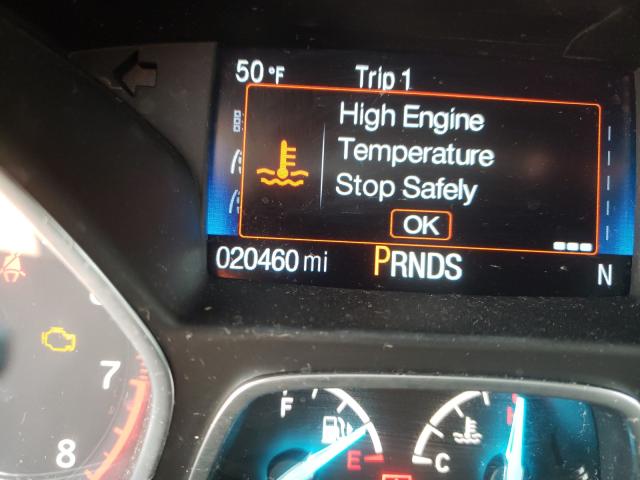 50 °F Trip 1
High Engine
Temperature
Stop Safely
OK
020460 mi PRNDS N
7
8
F
E
C
H